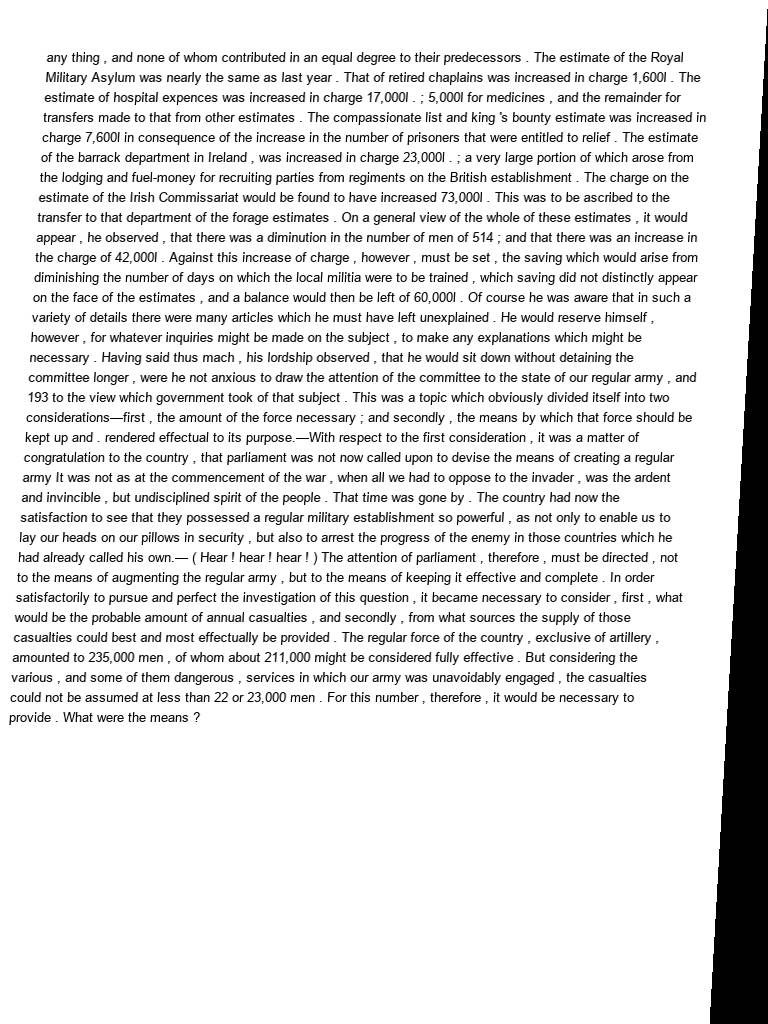 any thing , and none of whom contributed in an equal degree to their predecessors . The estimate of the Royal
Military Asylum was nearly the same as last year . That of retired chaplains was increased in charge 1,600l . The
estimate of hospital expences was increased in charge 17,000l . ; 5,000l for medicines , and the remainder for
transfers made to that from other estimates . The compassionate list and king 's bounty estimate was increased in
charge 7,600l in consequence of the increase in the number of prisoners that were entitled to relief . The estimate
of the barrack department in Ireland , was increased in charge 23,000l . ; a very large portion of which arose from
the lodging and fuel-money for recruiting parties from regiments on the British establishment . The charge on the
estimate of the Irish Commissariat would be found to have increased 73,000l . This was to be ascribed to the
transfer to that department of the forage estimates . On a general view of the whole of these estimates , it would
appear , he observed , that there was a diminution in the number of men of 514 ; and that there was an increase in
the charge of 42,000l . Against this increase of charge , however , must be set , the saving which would arise from
diminishing the number of days on which the local militia were to be trained , which saving did not distinctly appear
on the face of the estimates , and a balance would then be left of 60,000l . Of course he was aware that in such a
variety of details there were many articles which he must have left unexplained . He would reserve himself ,
however , for whatever inquiries might be made on the subject , to make any explanations which might be
necessary . Having said thus mach , his lordship observed , that he would sit down without detaining the
committee longer , were he not anxious to draw the attention of the committee to the state of our regular army , and
193 to the view which government took of that subject . This was a topic which obviously divided itself into two
considerations—first , the amount of the force necessary ; and secondly , the means by which that force should be
kept up and . rendered effectual to its purpose.—With respect to the first consideration , it was a matter of
congratulation to the country , that parliament was not now called upon to devise the means of creating a regular
army It was not as at the commencement of the war , when all we had to oppose to the invader , was the ardent
and invincible , but undisciplined spirit of the people . That time was gone by . The country had now the
satisfaction to see that they possessed a regular military establishment so powerful , as not only to enable us to
lay our heads on our pillows in security , but also to arrest the progress of the enemy in those countries which he
had already called his own.— ( Hear ! hear ! hear ! ) The attention of parliament , therefore , must be directed , not
to the means of augmenting the regular army , but to the means of keeping it effective and complete . In order
satisfactorily to pursue and perfect the investigation of this question , it became necessary to consider , first , what
would be the probable amount of annual casualties , and secondly , from what sources the supply of those
casualties could best and most effectually be provided . The regular force of the country , exclusive of artillery ,
amounted to 235,000 men , of whom about 211,000 might be considered fully effective . But considering the
various , and some of them dangerous , services in which our army was unavoidably engaged , the casualties
could not be assumed at less than 22 or 23,000 men . For this number , therefore , it would be necessary to
provide . What were the means ?